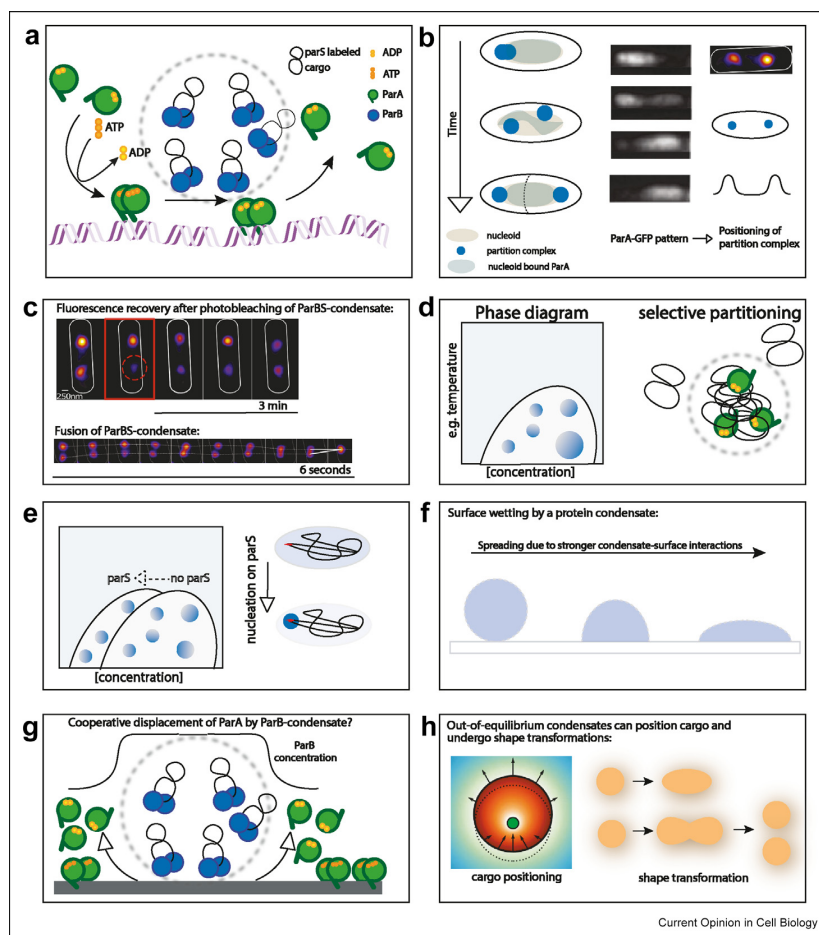 a
parS labeled
cargo
ADP
ATP
ParA
ParB
ATP
ADP
b
Time
nucleoid
partition complex
nucleoid bound ParA
ParA-GFP pattern
Positioning of
partition complex
c
Fluorescence recovery after photobleaching of ParBS-condensate:
250nm
3 min
Fusion of ParBS-condensate:
6 seconds
d
Phase diagram
selective partitioning
e.g. temperature
[concentration]
e
parS
no parS
[concentration]
nucleation on parS
f
Surface wetting by a protein condensate:
Spreading due to stronger condensate-surface interactions
g
Cooperative displacement of ParA by ParB-condensate?
ParB
concentration
h
Out-of-equilibrium condensates can position cargo and
undergo shape transformations:
cargo positioning
shape transformation
Current Opinion in Cell Biology